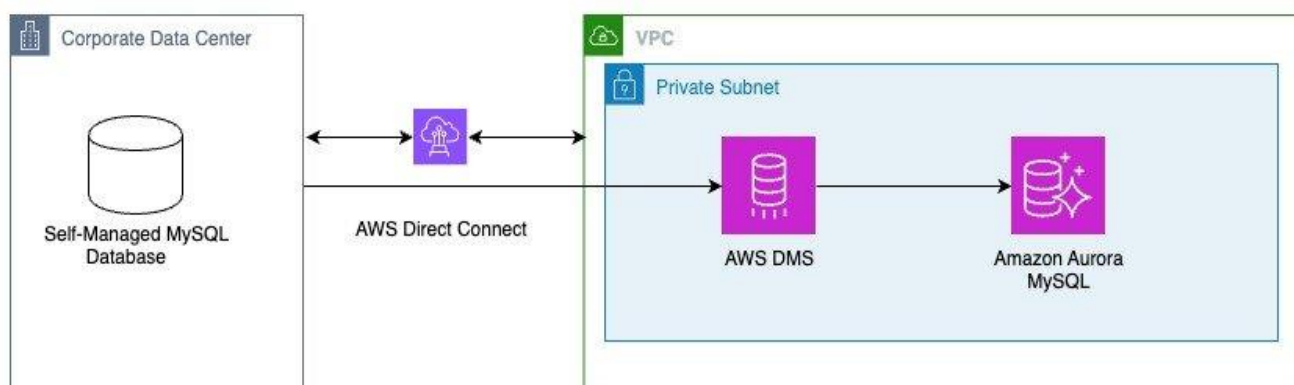 Corporate Data Center
VPC
Private Subnet
Self-Managed MySQL
Database
AWS Direct Connect
AWS DMS
Amazon Aurora
MySQL